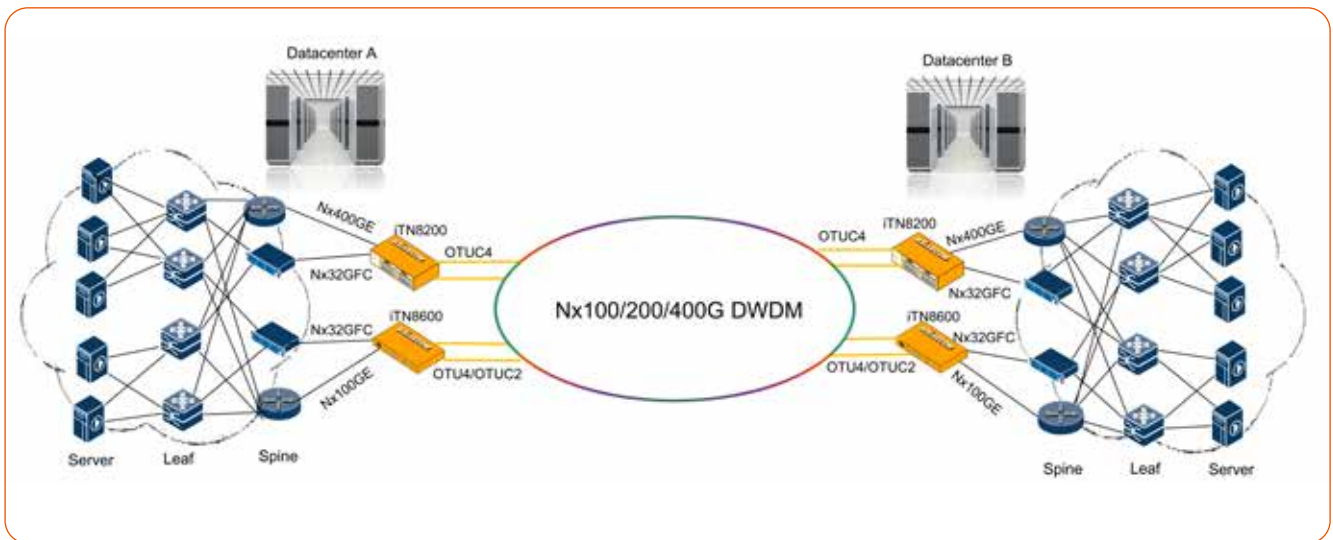 Datacenter A
Datacenter B
Nx400GE
iTN8200
OTUC4
Nx32GFC
Nx32GFC
iTN8600
OTU4/OTUC2
Nx100GE
Nx100/200/400G DWDM
OTUC4
iTN8200
Nx400GE
Nx32GFC
iTN8600
Nx32GFC
OTU4/OTUC2
Nx100GE
Server
Leaf
Spine
Spine
Leaf
Server